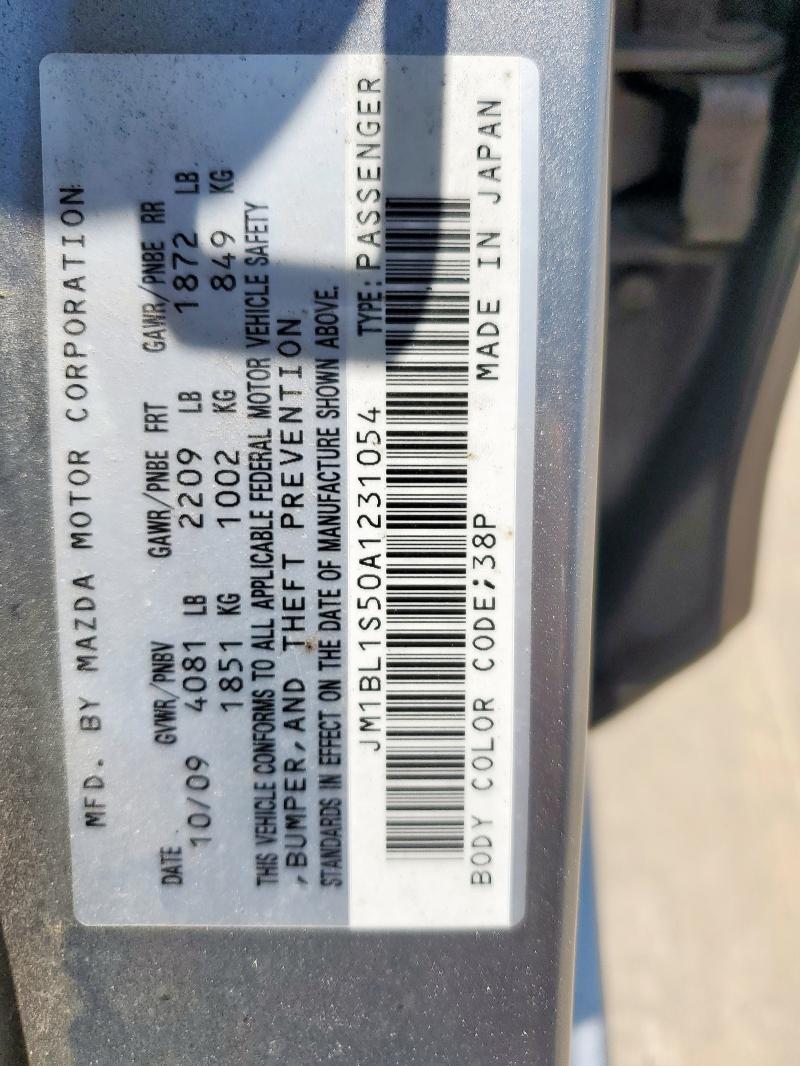 MFD. BY MAZDA MOTOR CORPORATION
DATE GVWR/PNBV GAWR/PNBE FRT GAWR/PNBE RR
10/09 4081 LB 2209 LB 1872 LB
1851 KG 1002 KG 849 KG
THIS VEHICLE CONFORMS TO ALL APPLICABLE FEDERAL MOTOR VEHICLE SAFETY
,BUMPER,AND THEFT PREVENTION
STANDARDS IN EFFECT ON THE DATE OF MANUFACTURE SHOWN ABOVE.
JM1BL1S50A1231054 TYPE:PASSENGER
BODY COLOR CODE;38P MADE IN JAPAN